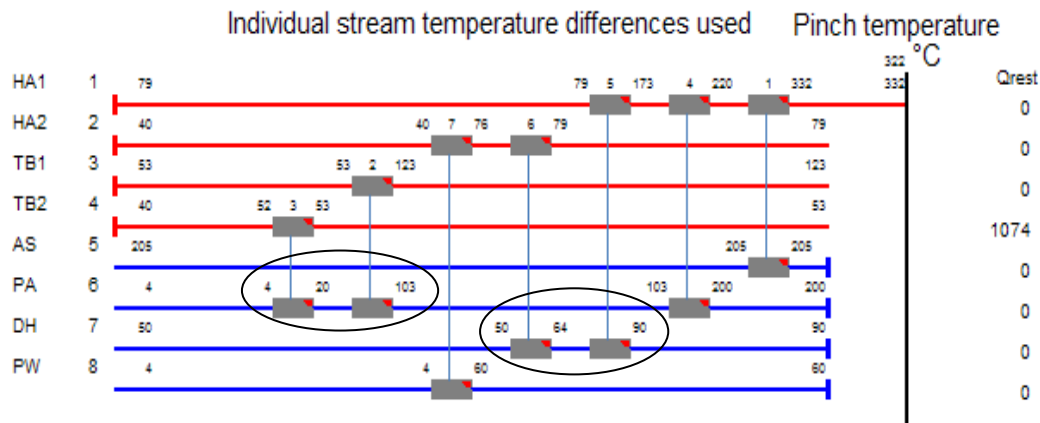 Individual stream temperature differences used Pinch temperature
322 °C
HA1 1 79 79 5 173 4 220 1 332 332 Qrest
0
HA2 2 40 40 7 76 6 79 79
0
TB1 3 53 53 2 123 123
0
TB2 4 40 52 3 53 53
1074
AS 5 205 205 205
0
PA 6 4 4 20 103 103 200 200
0
DH 7 50 50 64 90 90
0
PW 8 4 4 60 60
0